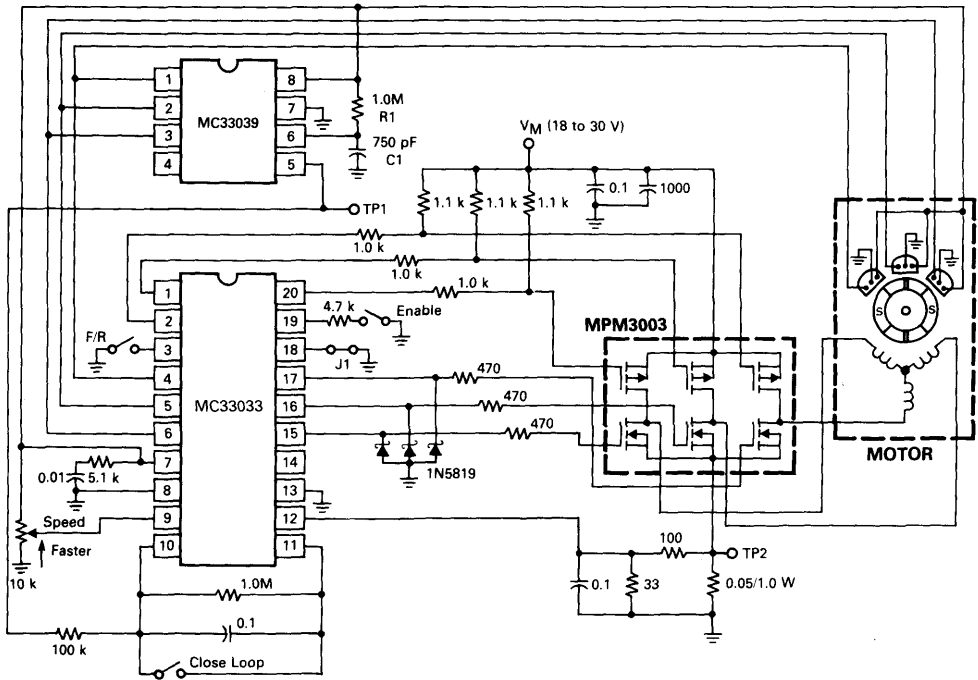 1 8
2 MC33039 7
3 6
4 5
1.0M
R1
750 pF
C1
VM (18 to 30 V)
0.1 1000
1.1 k 1.1 k 1.1 k
TP1
1.0 k
1.0 k
1.0 k
1 20
2 19
4.7 k Enable
F/R
3 18
J1
4 17
470
5 MC33033 16
470
6 15
470
7 14
0.01 5.1 k
1N5819
8 13
9 12
Speed
Faster
10 11
10 k
MPM3003
S S
MOTOR
100
TP2
0.1 33 0.05/1.0 W
1.0M
0.1
100 k
Close Loop